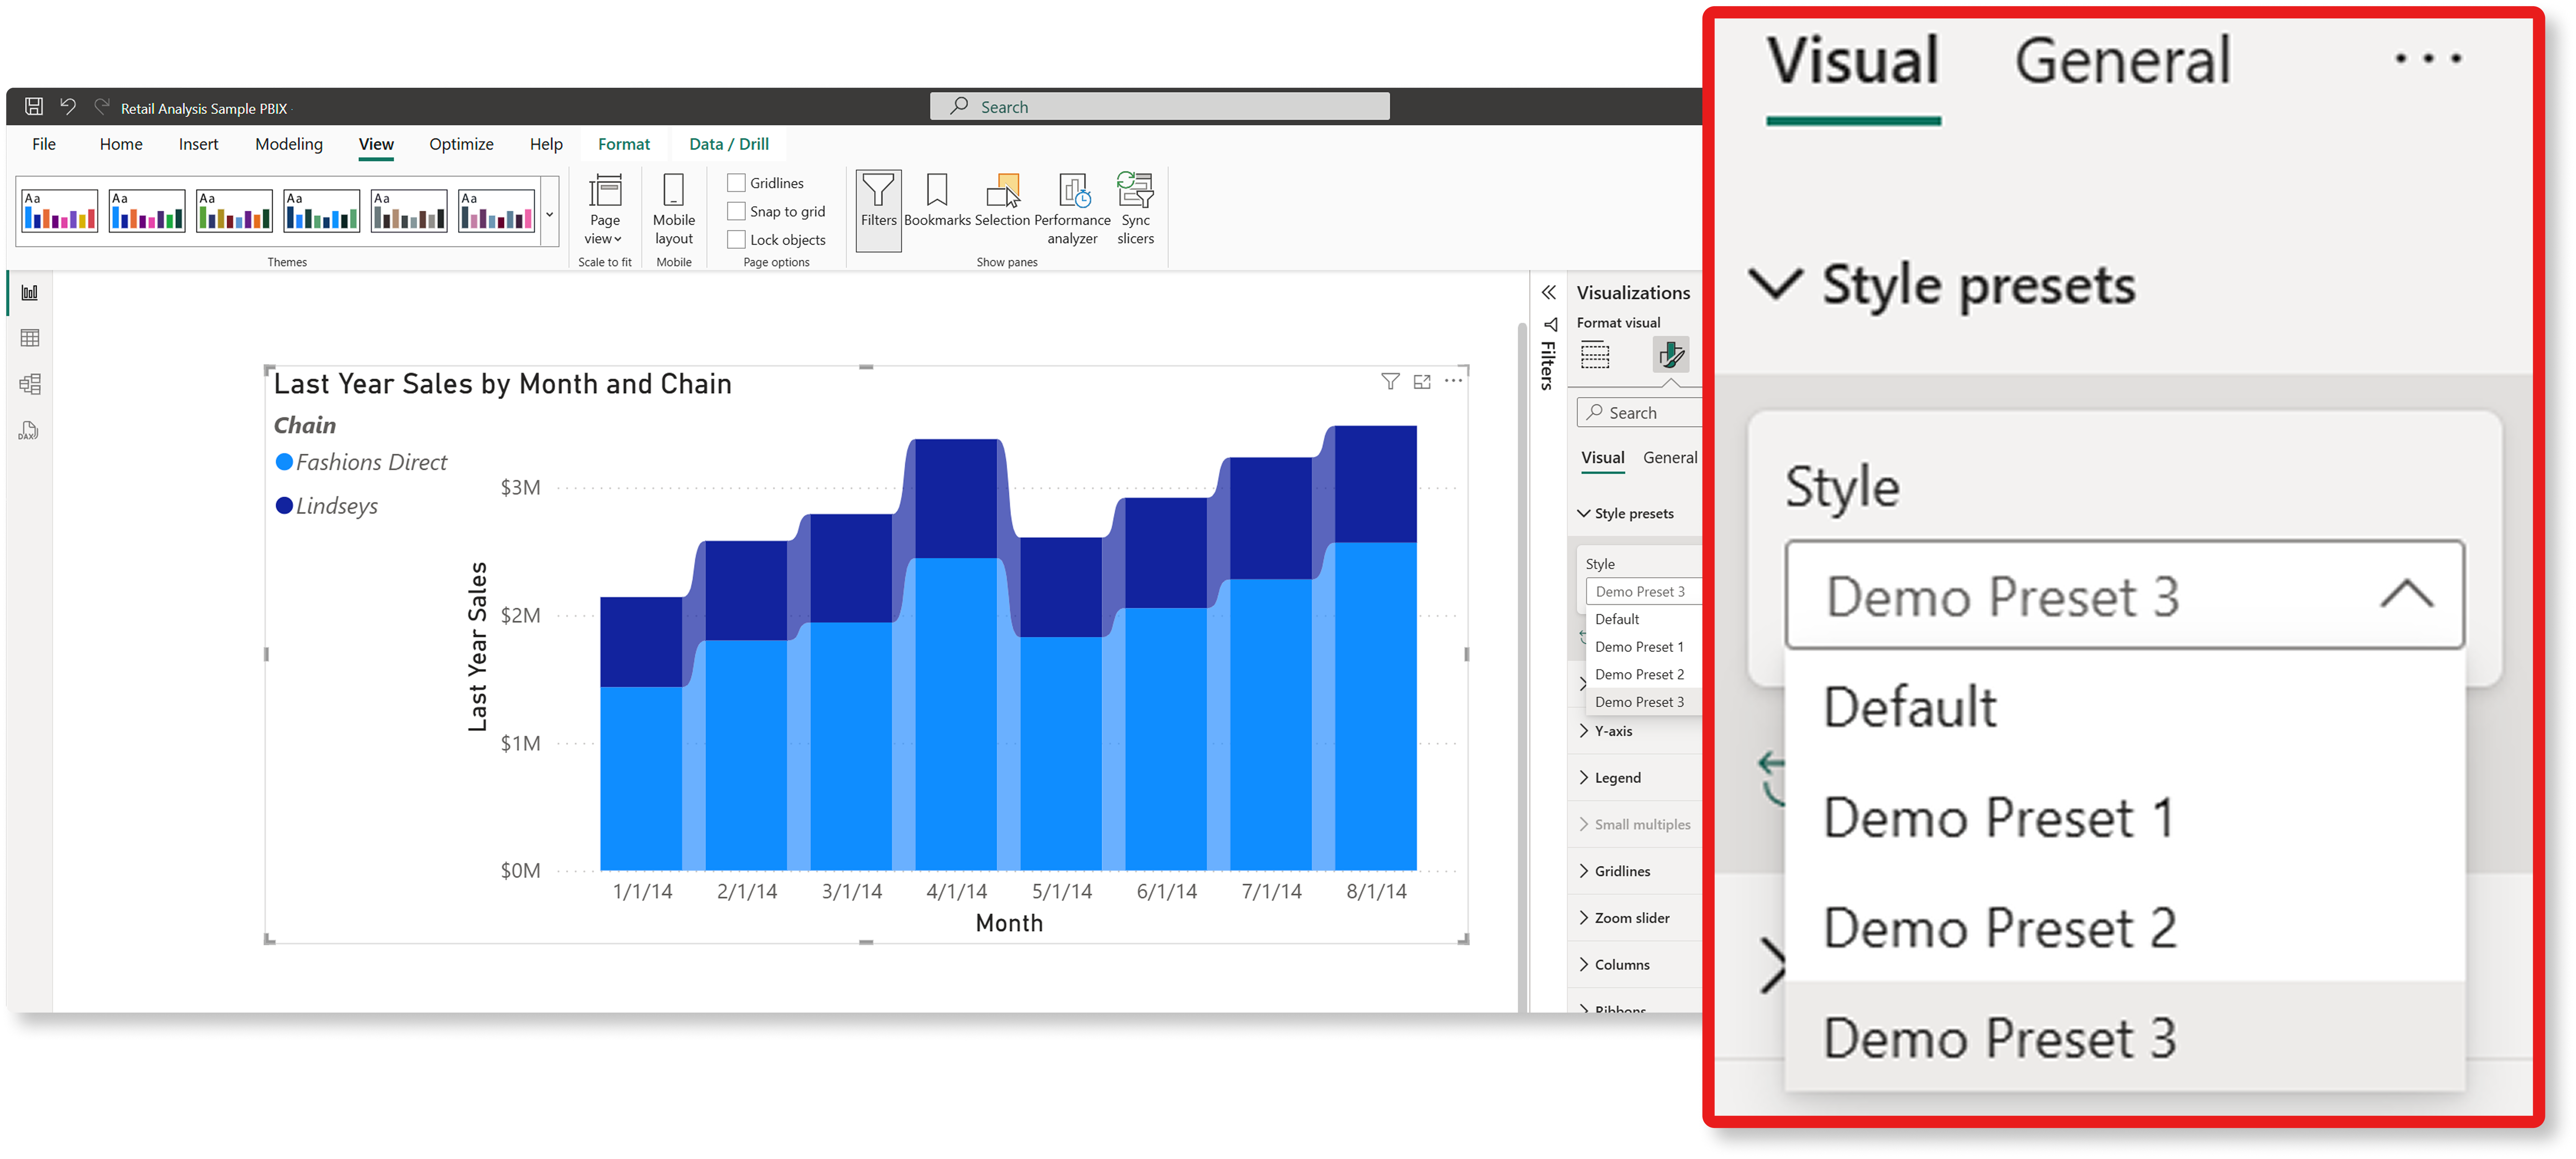 Retail Analysis Sample PBIX
Search
File Home Insert Modeling View Optimize Help Format Data / Drill
Aa Aa Aa Aa Aa Aa
Themes
Page view
Scale to fit
Mobile layout
Mobile
Gridlines
Snap to grid
Lock objects
Page options
Filters
Bookmarks
Selection
Performance analyzer
Sync slicers
Show panes
DAX
Last Year Sales by Month and Chain
Chain
Fashions Direct
Lindseys
Last Year Sales
$3M
$2M
$1M
$0M
1/1/14 2/1/14 3/1/14 4/1/14 5/1/14 6/1/14 7/1/14 8/1/14
Month
Filters
Visualizations
Format visual
Search
Visual General
Style presets
Style
Demo Preset 3
Default
Demo Preset 1
Demo Preset 2
Demo Preset 3
Y-axis
Legend
Small multiples
Gridlines
Zoom slider
Columns
Ribbons
Visual General
Style presets
Style
Demo Preset 3
Default
Demo Preset 1
Demo Preset 2
Demo Preset 3